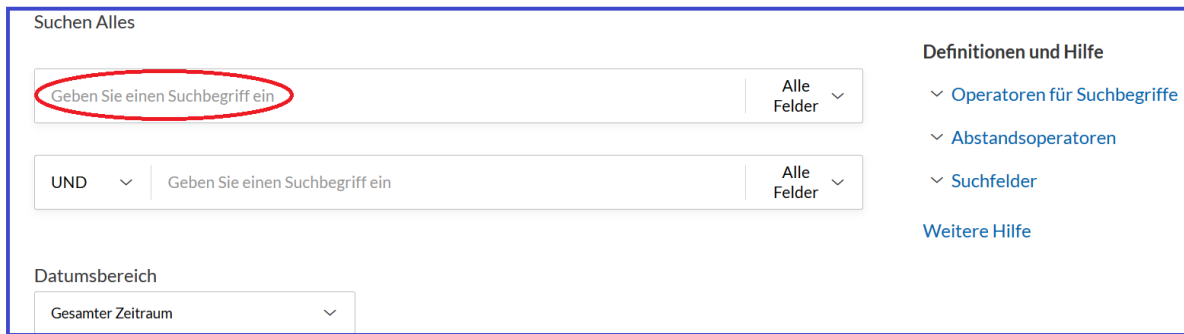 Suchen Alles
Geben Sie einen Suchbegriff ein
Alle
Felder
UND
Geben Sie einen Suchbegriff ein
Alle
Felder
Datumsbereich
Gesamter Zeitraum
Definitionen und Hilfe
Operatoren für Suchbegriffe
Abstandsoperatoren
Suchfelder
Weitere Hilfe